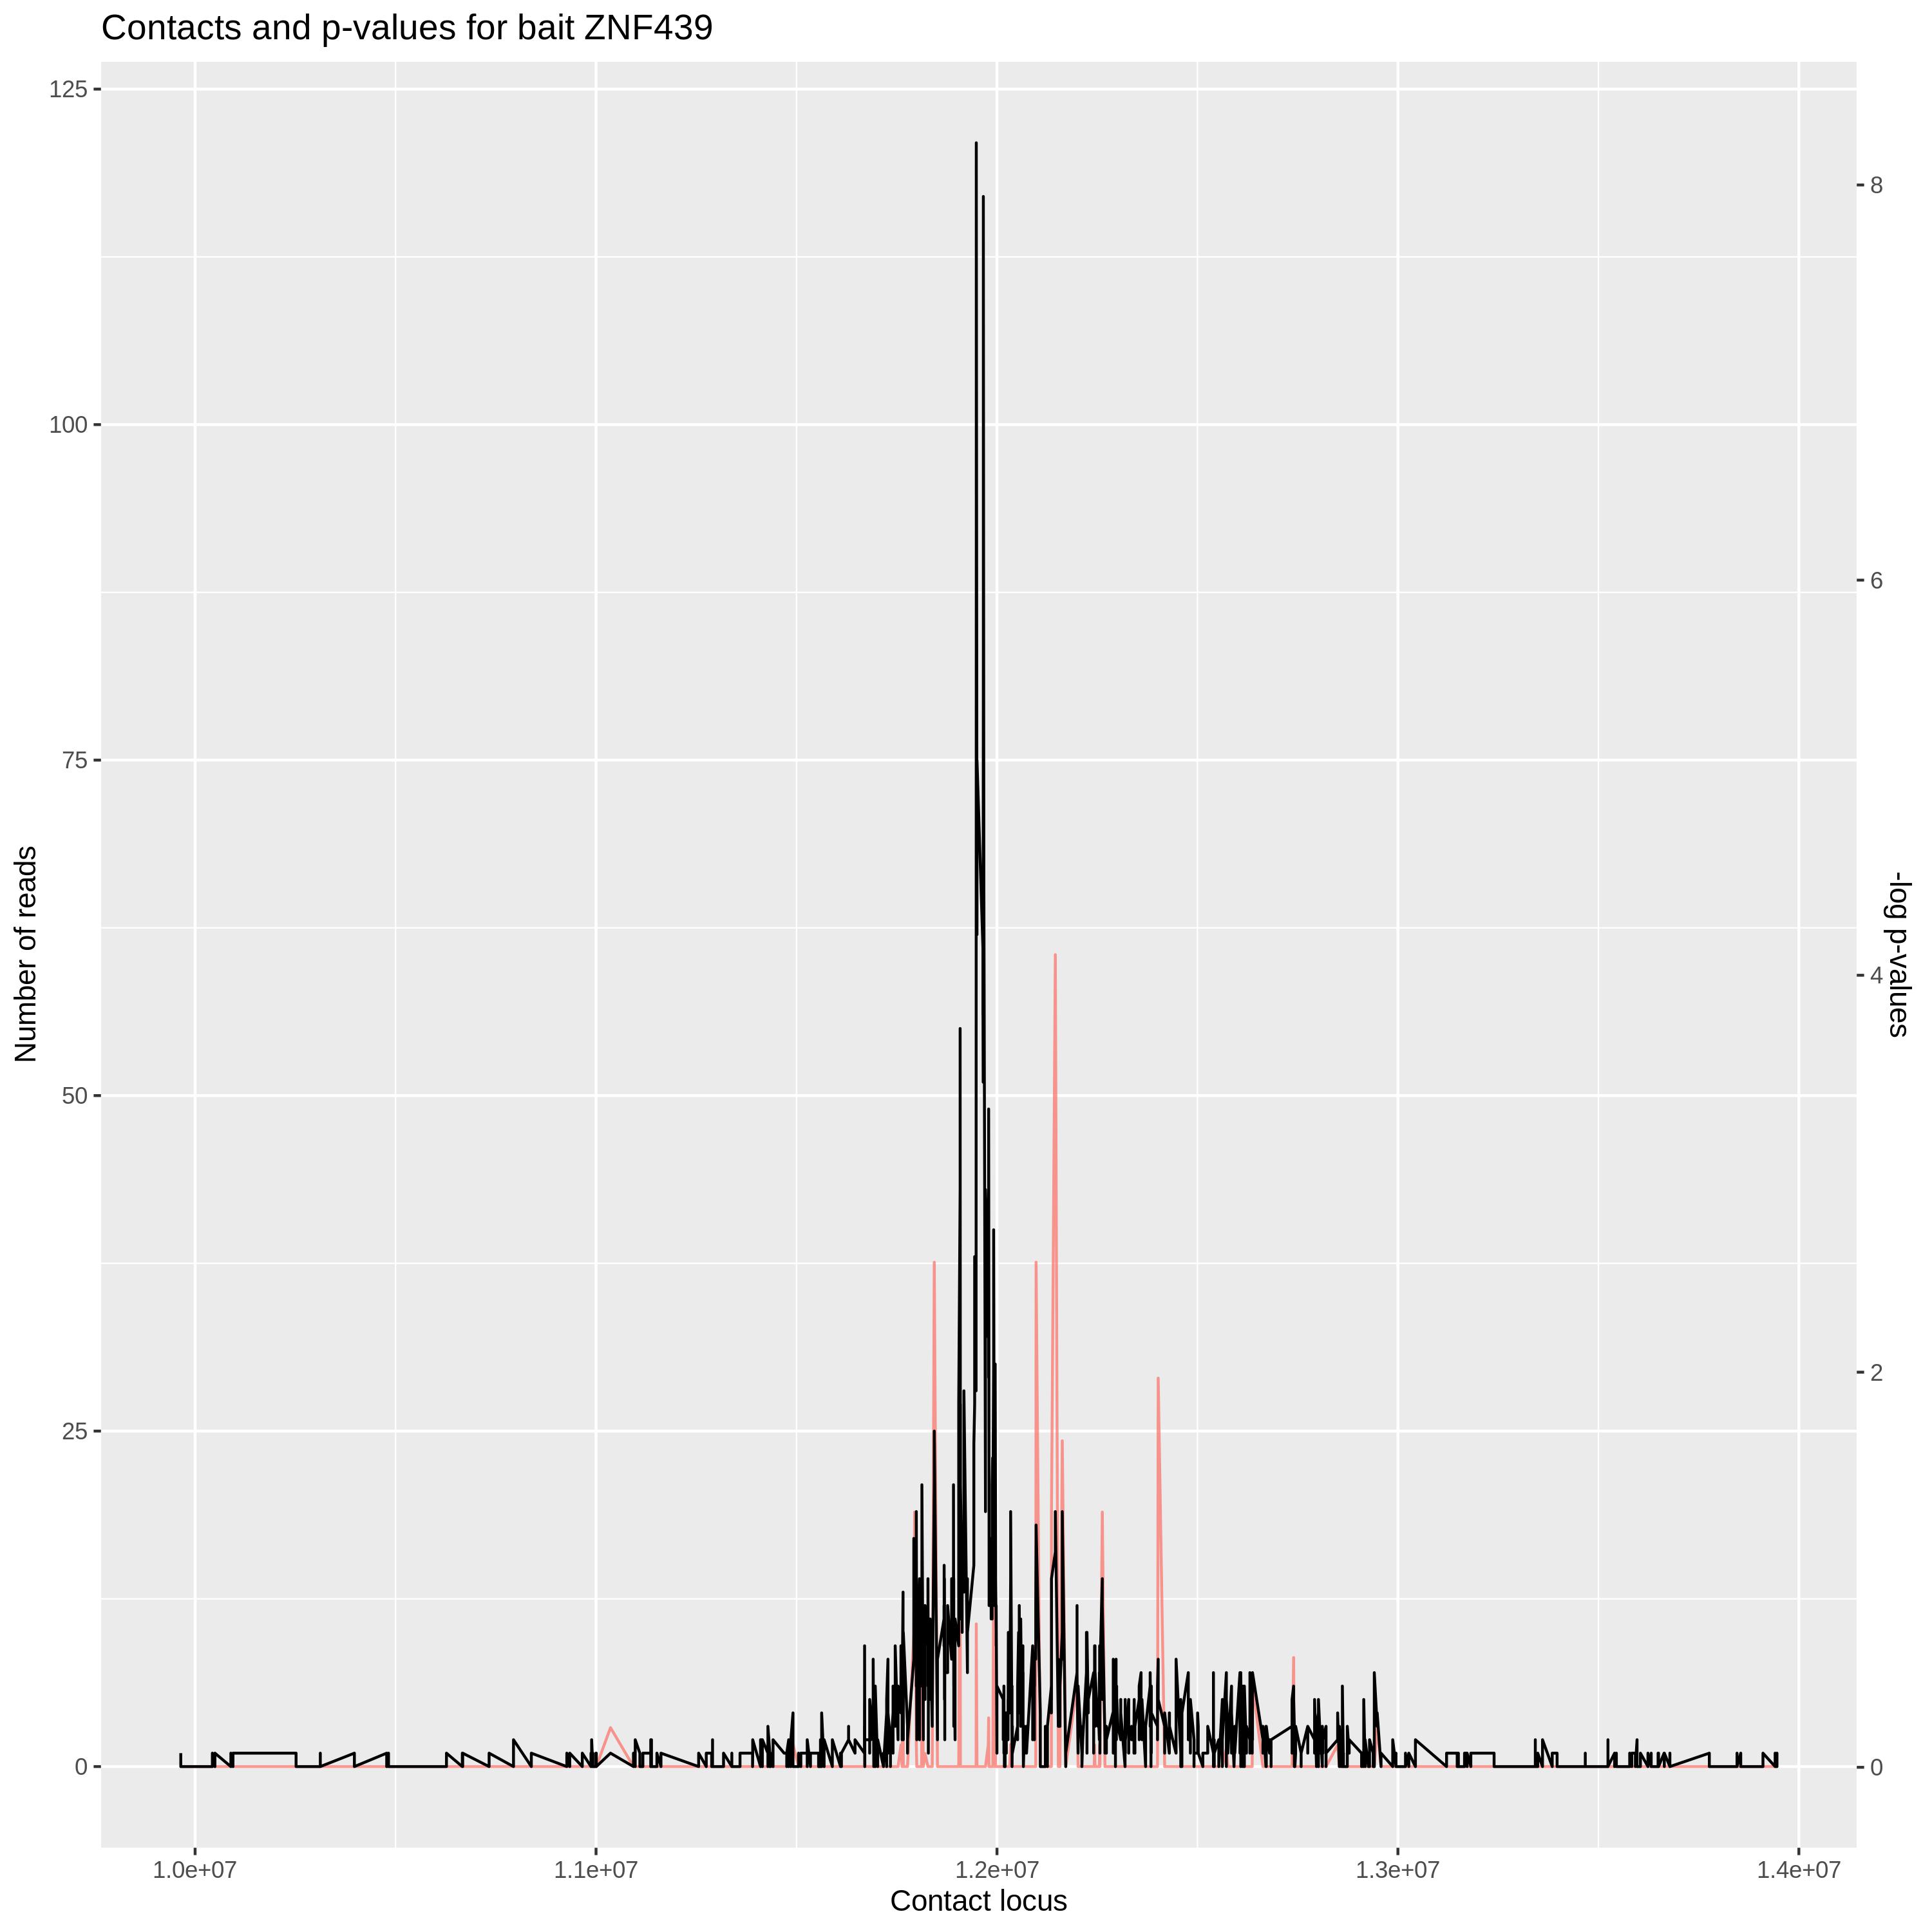 Contacts and p-values for bait ZNF439
125
100
75
50
25
0
Number of reads
8
6
4
2
0
-log p-values
1.0e+07
1.1e+07
1.2e+07
1.3e+07
1.4e+07
Contact locus